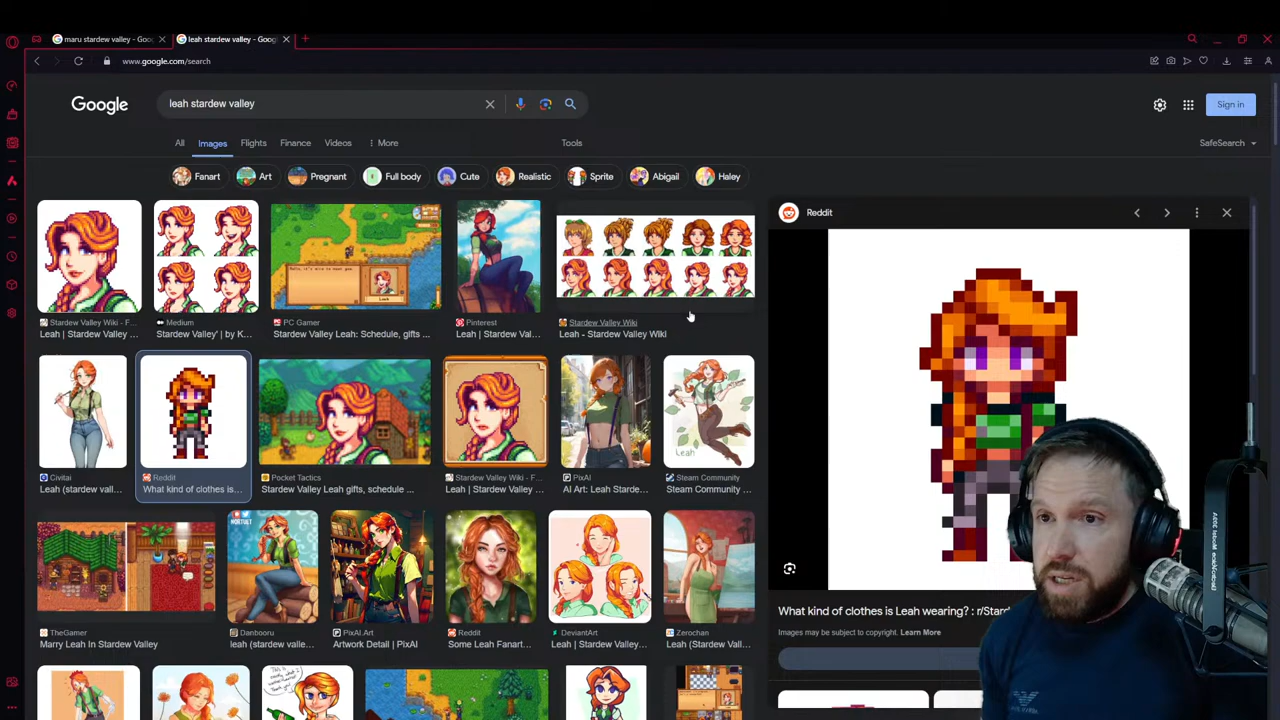 maru stardew valley - Goog
leah stardew valley - Googl
www.google.com/search
Google
leah stardew valley
Sign in
All
Images
Flights
Finance
Videos
More
Tools
SafeSearch
Fanart
Art
Pregnant
Full body
Cute
Realistic
Sprite
Abigail
Haley
Reddit
Stardew Valley Wiki - F...
Leah | Stardew Valley ...
Medium
Stardew Valley' | by K...
PC Gamer
Stardew Valley Leah: Schedule, gifts ...
Pinterest
Leah | Stardew Val...
Stardew Valley Wiki
Leah - Stardew Valley Wiki
Leah
Civitai
Leah (stardew vall...
Reddit
What kind of clothes is...
Pocket Tactics
Stardew Valley Leah gifts, schedule ...
Stardew Valley Wiki - F...
Leah | Stardew Valley ...
PixAI
AI Art: Leah Starde...
Steam Community
Steam Community ...
Leah
NORTULT
TheGamer
Marry Leah In Stardew Valley
Danbooru
leah (stardew valle...
PixAI.Art
Artwork Detail | PixAI
Reddit
Some Leah Fanart...
DeviantArt
Leah | Stardew Valley...
Zerochan
Leah (Stardew Vall...
What kind of clothes is Leah wearing? : r/Stard
Images may be subject to copyright. Learn More